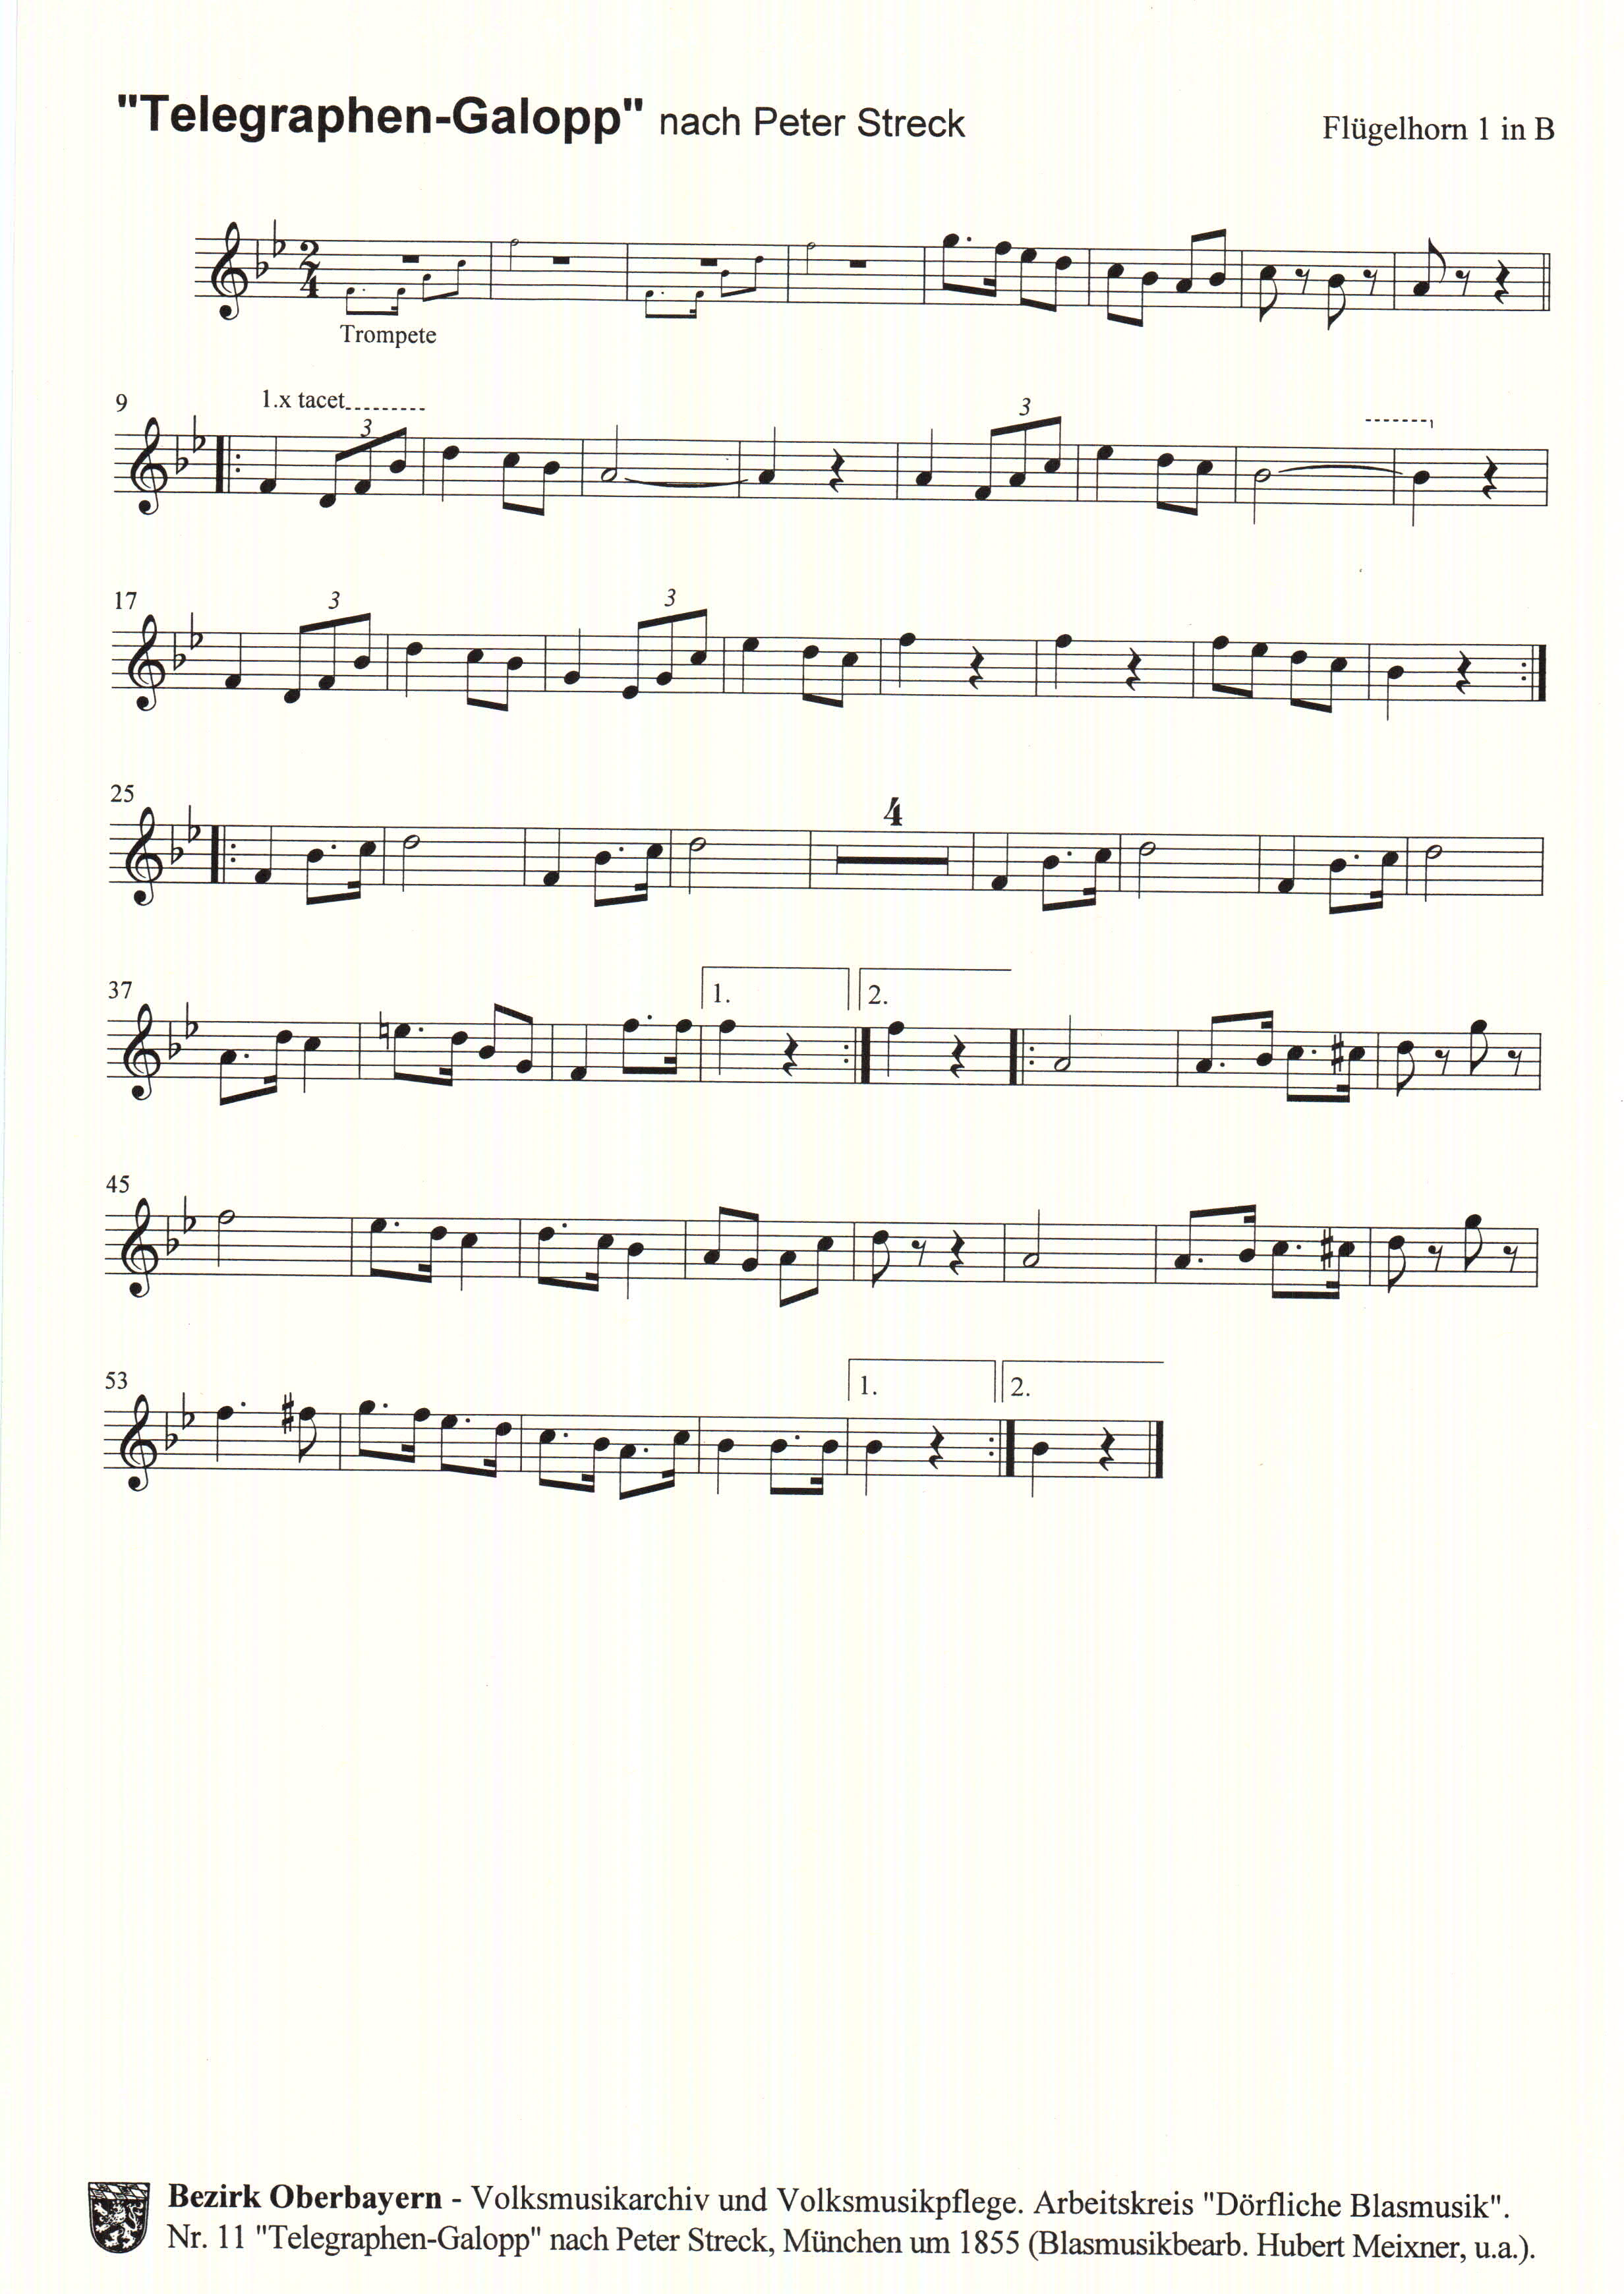 "Telegraphen-Galopp" nach Peter Streck
Flügelhorn 1 in B
2
4
Trompete
9
1.x tacet
3
3
17
3
3
25
4
37
1.
2.
45
53
1.
2.
Bezirk Oberbayern - Volksmusikarchiv und Volksmusikpflege. Arbeitskreis "Dörfliche Blasmusik".
Nr. 11 "Telegraphen-Galopp" nach Peter Streck, München um 1855 (Blasmusikbearb. Hubert Meixner, u.a.).